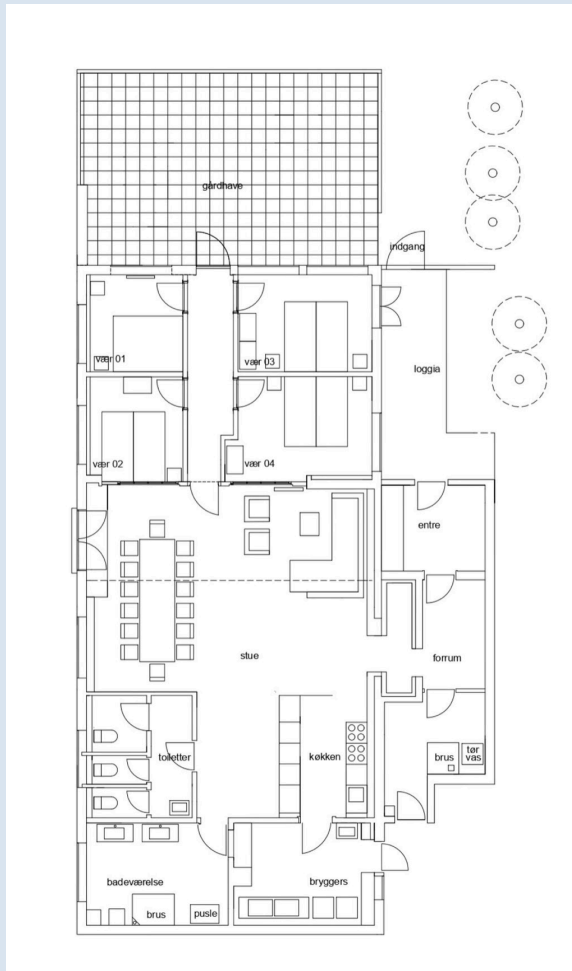 gårdhave
indgang
vær 01
vær 03
loggia
vær 02
vær 04
entre
stue
forrum
toiletter
køkken
brus
tør
vas
badeværelse
bryggers
brus
pusle